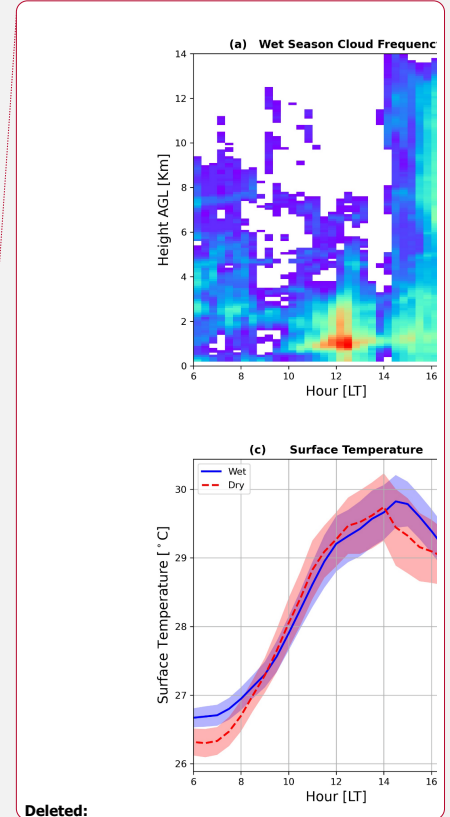 (a) Wet Season Cloud Frequenc
14
12
10
8
6
4
2
0
Height AGL [Km]
6 8 10 12 14 16
Hour [LT]
(c) Surface Temperature
Wet
Dry
30
29
28
27
26
Surface Temperature [°C]
6 8 10 12 14 16
Hour [LT]
Deleted: